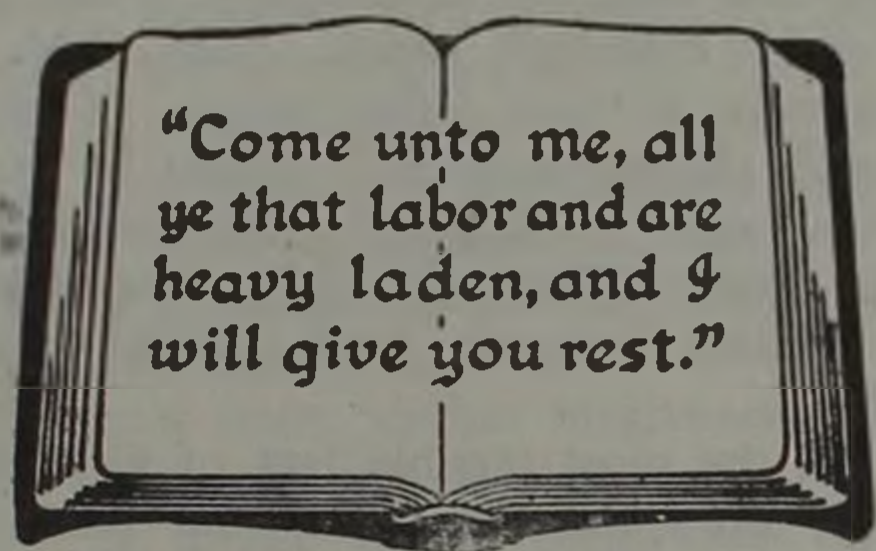 “Come unto me, all
ye that labor and are
heavy laden, and I
will give you rest.”